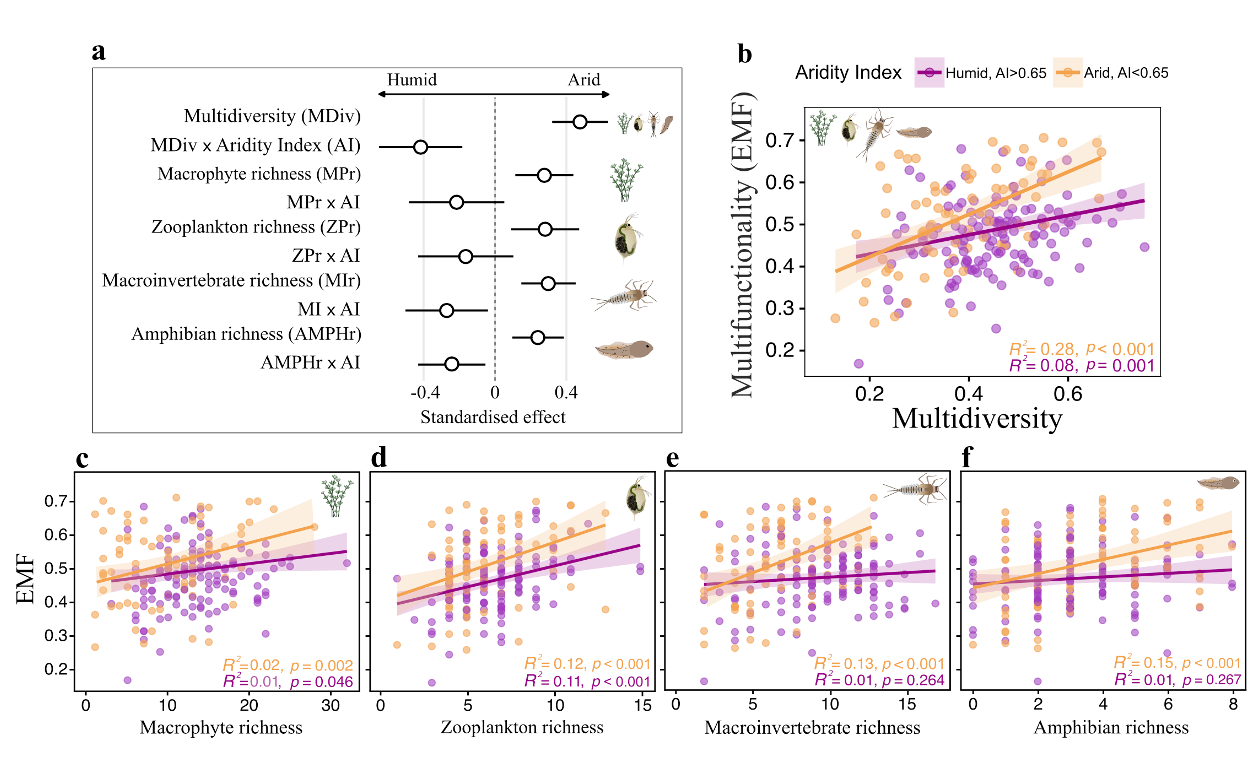 a
Humid Arid
Multidiversity (MDiv)
MDiv x Aridity Index (AI)
Macrophyte richness (MPr)
MPr x AI
Zooplankton richness (ZPr)
ZPr x AI
Macroinvertebrate richness (MIr)
MI x AI
Amphibian richness (AMPHr)
AMPHr x AI
-0.4 0 0.4
Standardised effect
b
Aridity Index Humid, AI>0.65 Arid, AI<0.65
Multifunctionality (EMF)
0.7
0.6
0.5
0.4
0.3
0.2
R²=0.28, p<0.001
R²=0.08, p=0.001
0.2 0.4 0.6
Multidiversity
c
EMF
0.7
0.6
0.5
0.4
0.3
0.2
R²=0.02, p=0.002
R²=0.01, p=0.046
0 10 20 30
Macrophyte richness
d
R²=0.12, p<0.001
R²=0.11, p<0.001
0 5 10 15
Zooplankton richness
e
R²=0.13, p<0.001
R²=0.01, p=0.264
0 5 10 15
Macroinvertebrate richness
f
R²=0.15, p<0.001
R²=0.01, p=0.267
0 2 4 6 8
Amphibian richness